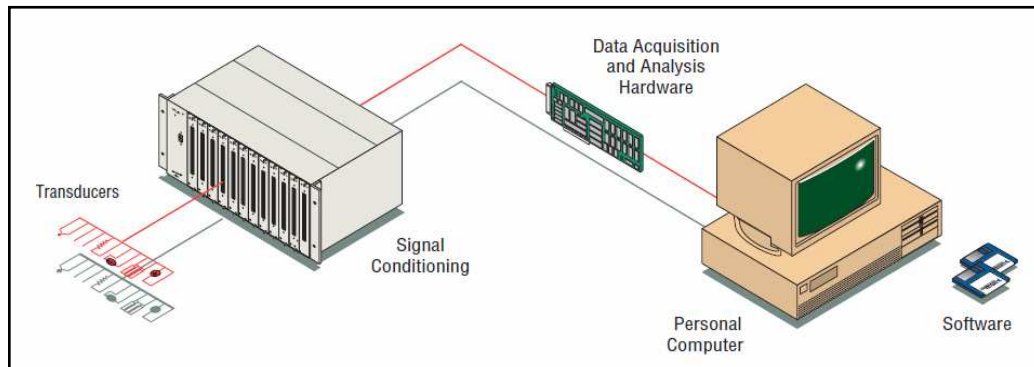 Data Acquisition
and Analysis
Hardware
Transducers
Signal
Conditioning
Personal
Computer
Software